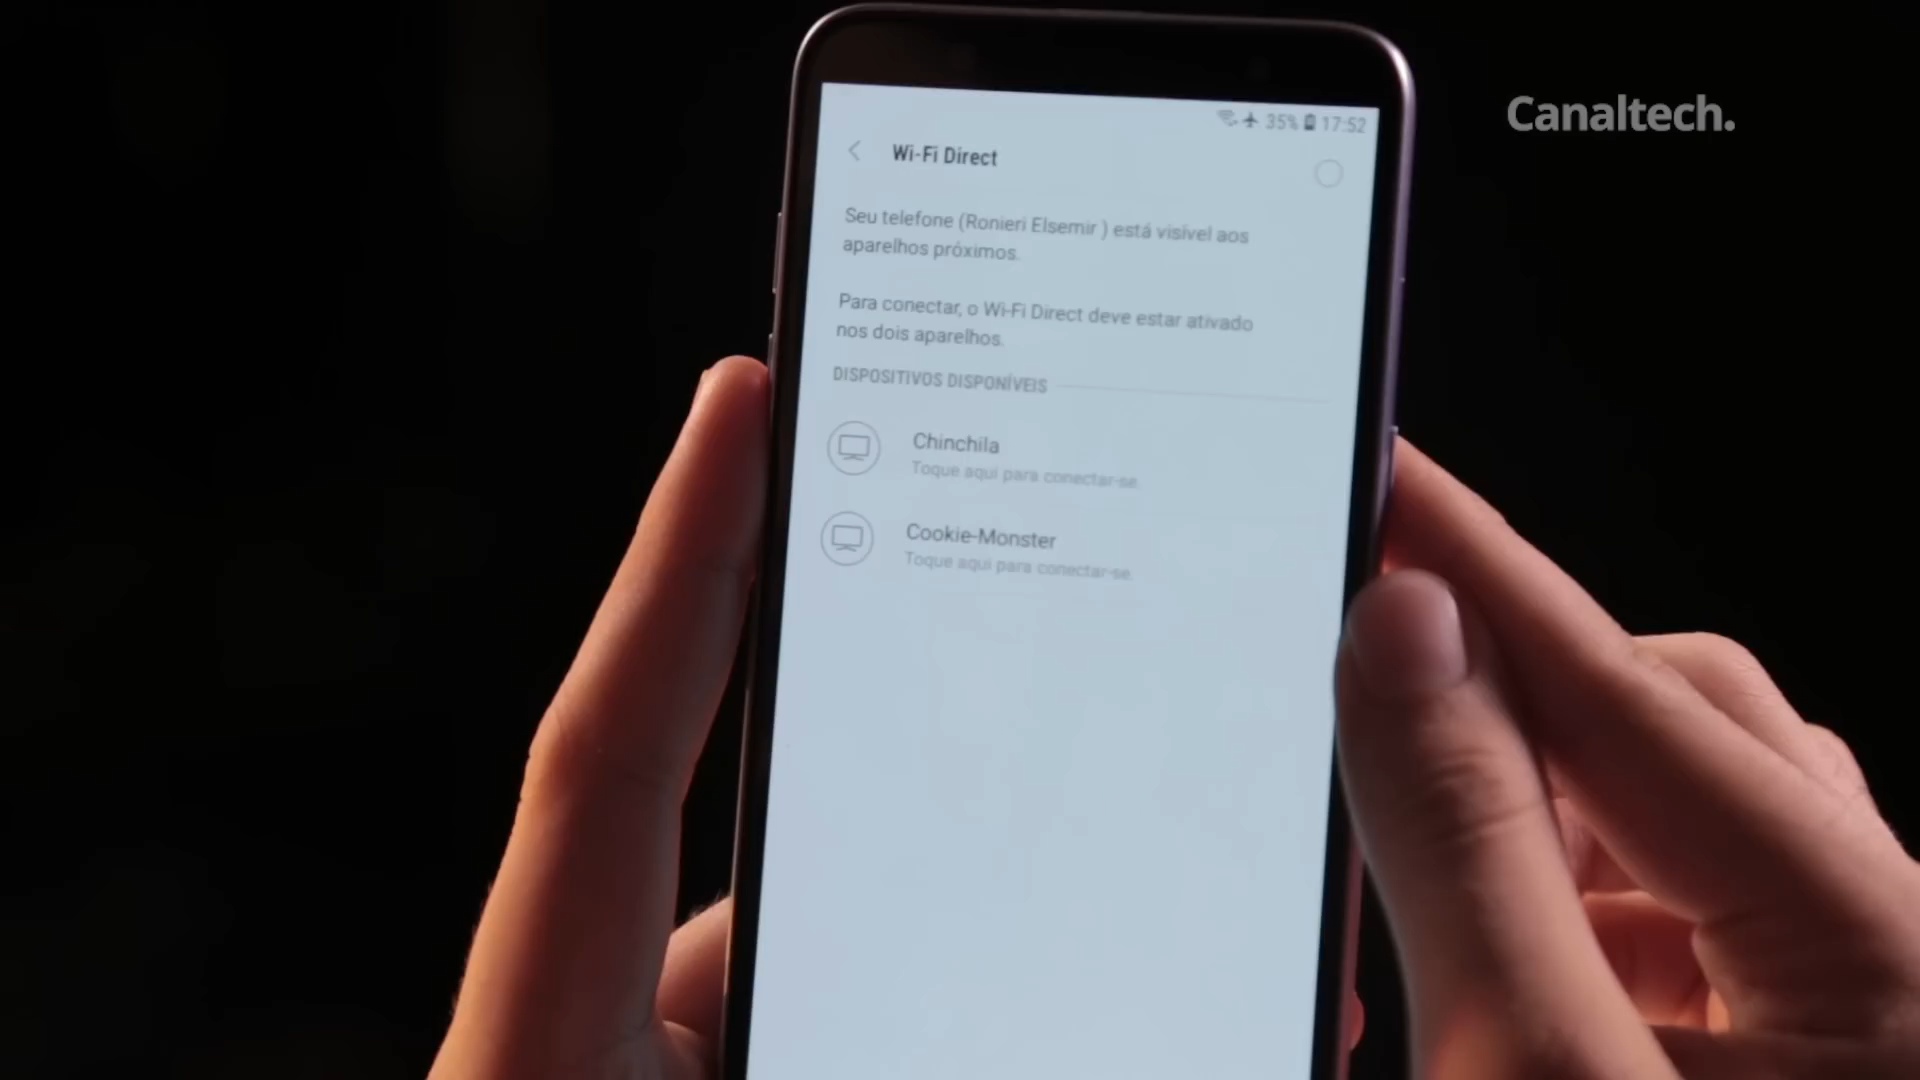 Canaltech.
35% 17:52
Wi-Fi Direct
Seu telefone (Ronieri Elsemir ) está visível aos
aparelhos próximos.
Para conectar, o Wi-Fi Direct deve estar ativado
nos dois aparelhos.
DISPOSITIVOS DISPONÍVEIS
Chinchila
Toque aqui para conectar-se.
Cookie-Monster
Toque aqui para conectar-se.